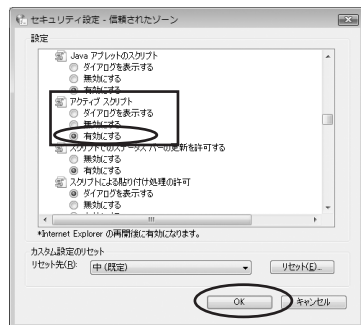 セキュリティ設定 - 信頼されたゾーン
設定
Java アプレットのスクリプト
ダイアログを表示する
無効にする
有効にする
アクティブ スクリプト
ダイアログを表示する
無効にする
有効にする
スクリプトでのステータス バーの更新を許可する
無効にする
有効にする
スクリプトによる貼り付け処理の許可
ダイアログを表示する
無効にする
*Internet Explorer の再開後に有効になります。
カスタム設定のリセット
リセット先(R): 中 (既定) リセット(E)...
OK キャンセル